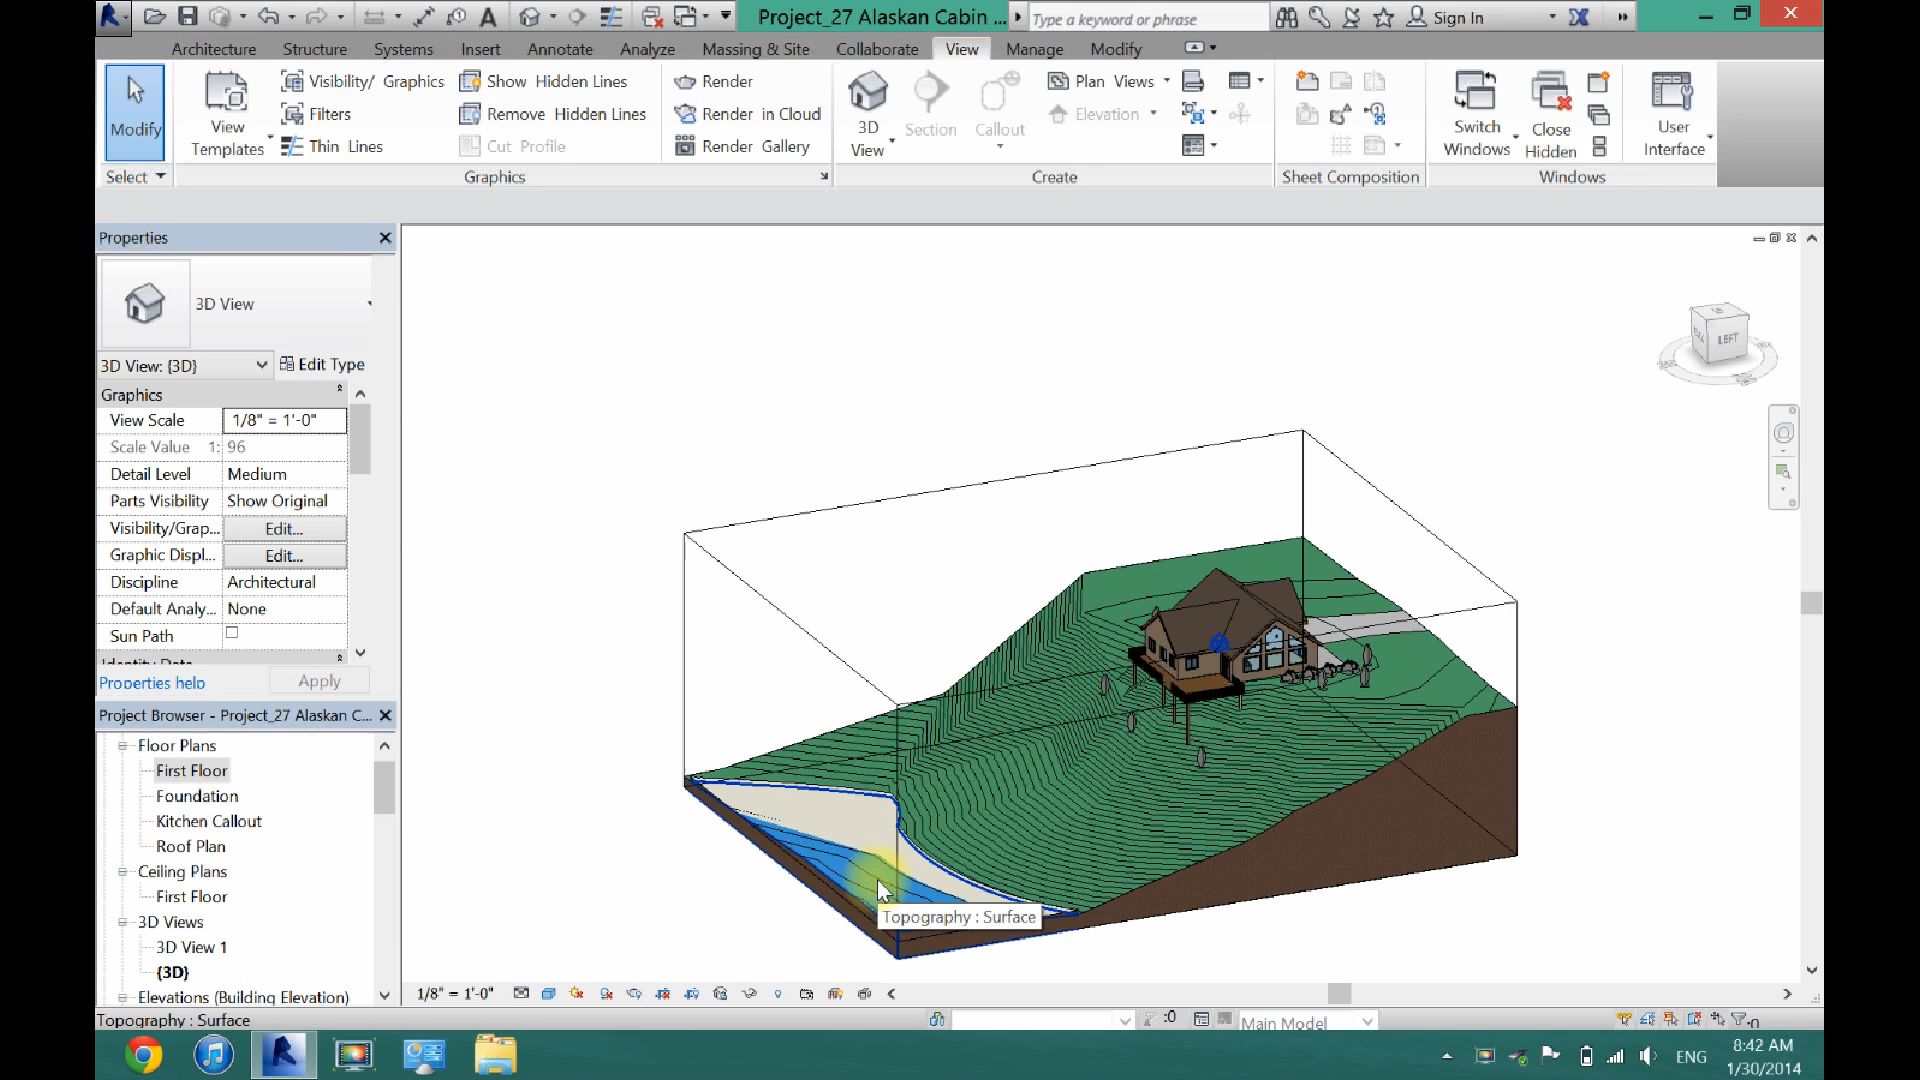 Project_27 Alaskan Cabin ...
Type a keyword or phrase
Sign In
Architecture Structure Systems Insert Annotate Analyze Massing & Site Collaborate View Manage Modify
Modify
View
Templates
Visibility/ Graphics
Filters
Thin Lines
Show Hidden Lines
Remove Hidden Lines
Cut Profile
Render
Render in Cloud
Render Gallery
3D
View
Section
Callout
Plan Views
Elevation
Switch
Windows
Close
Hidden
User
Interface
Select
Graphics
Create
Sheet Composition
Windows
Properties
3D View
3D View: {3D}
Edit Type
Graphics
View Scale 1/8" = 1'-0"
Scale Value 1: 96
Detail Level Medium
Parts Visibility Show Original
Visibility/Grap... Edit...
Graphic Displ... Edit...
Discipline Architectural
Default Analy... None
Sun Path
Identity Data
Properties help
Apply
Project Browser - Project_27 Alaskan C...
Floor Plans
First Floor
Foundation
Kitchen Callout
Roof Plan
Ceiling Plans
First Floor
3D Views
3D View 1
{3D}
Elevations (Building Elevation)
LEFT
Topography : Surface
1/8" = 1'-0"
Topography : Surface
:0
Main Model
:0
ENG
8:42 AM
1/30/2014